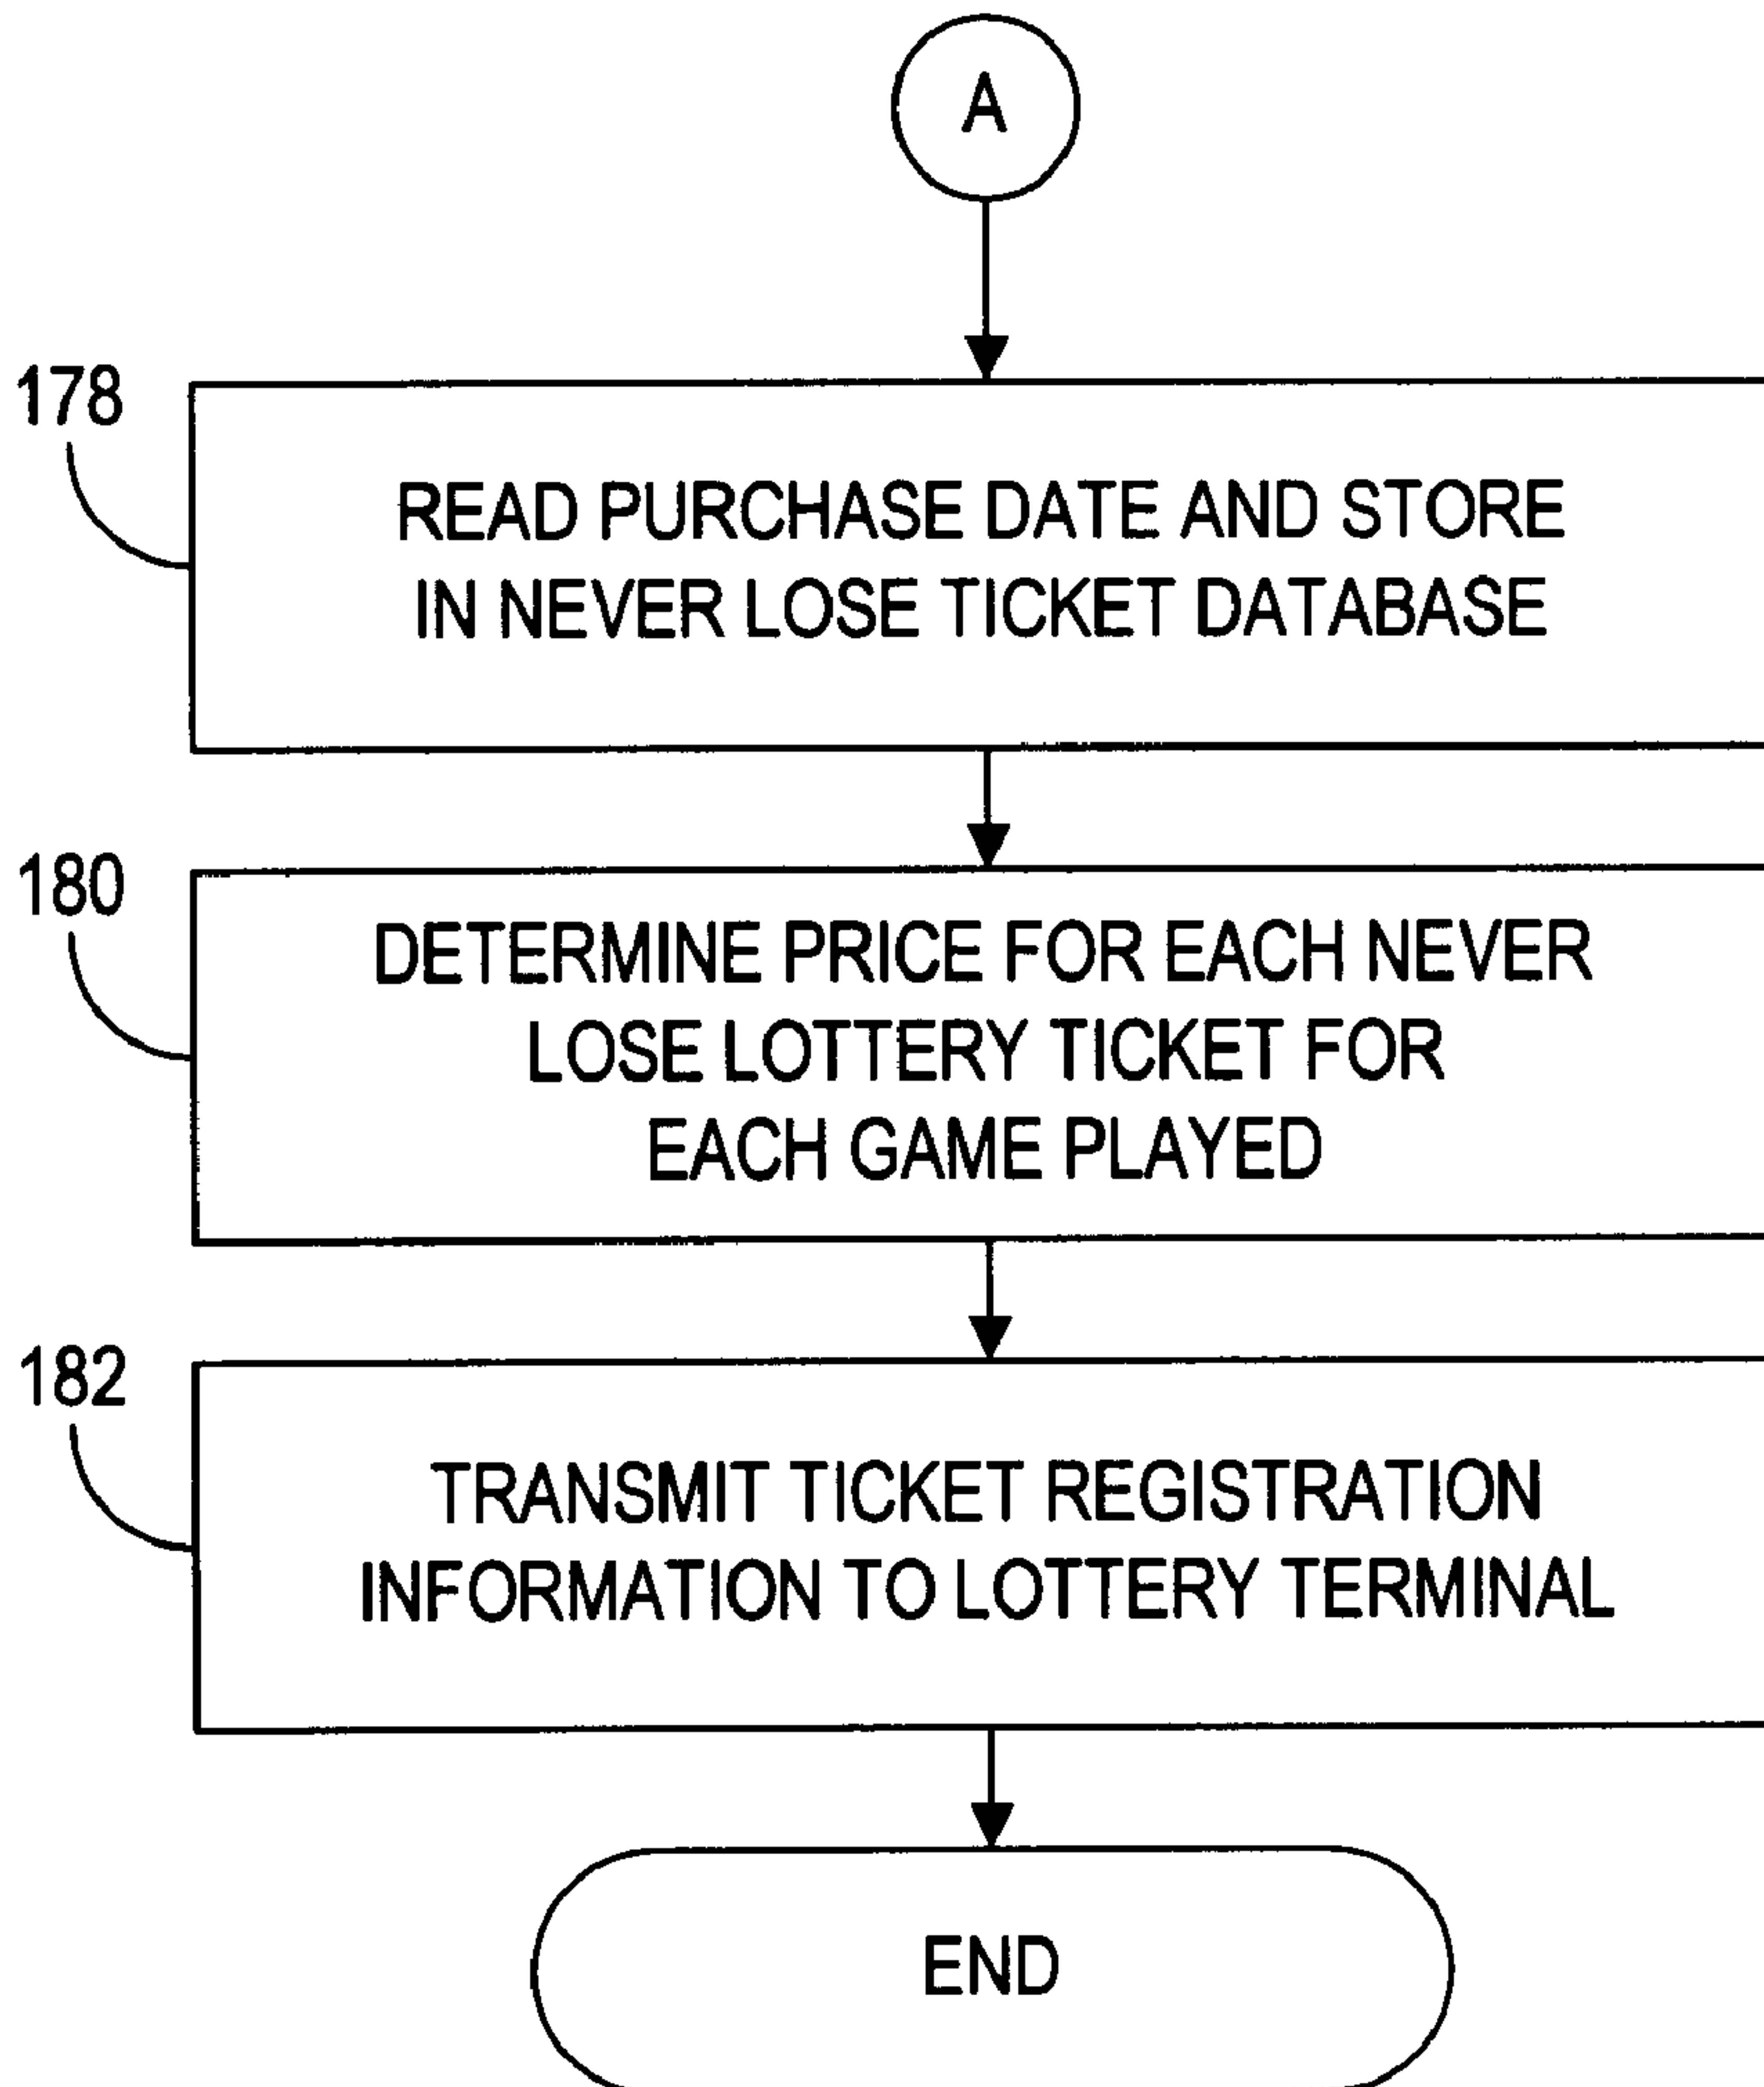 A
178
READ PURCHASE DATE AND STORE
IN NEVER LOSE TICKET DATABASE
180
DETERMINE PRICE FOR EACH NEVER
LOSE LOTTERY TICKET FOR
EACH GAME PLAYED
182
TRANSMIT TICKET REGISTRATION
INFORMATION TO LOTTERY TERMINAL
END